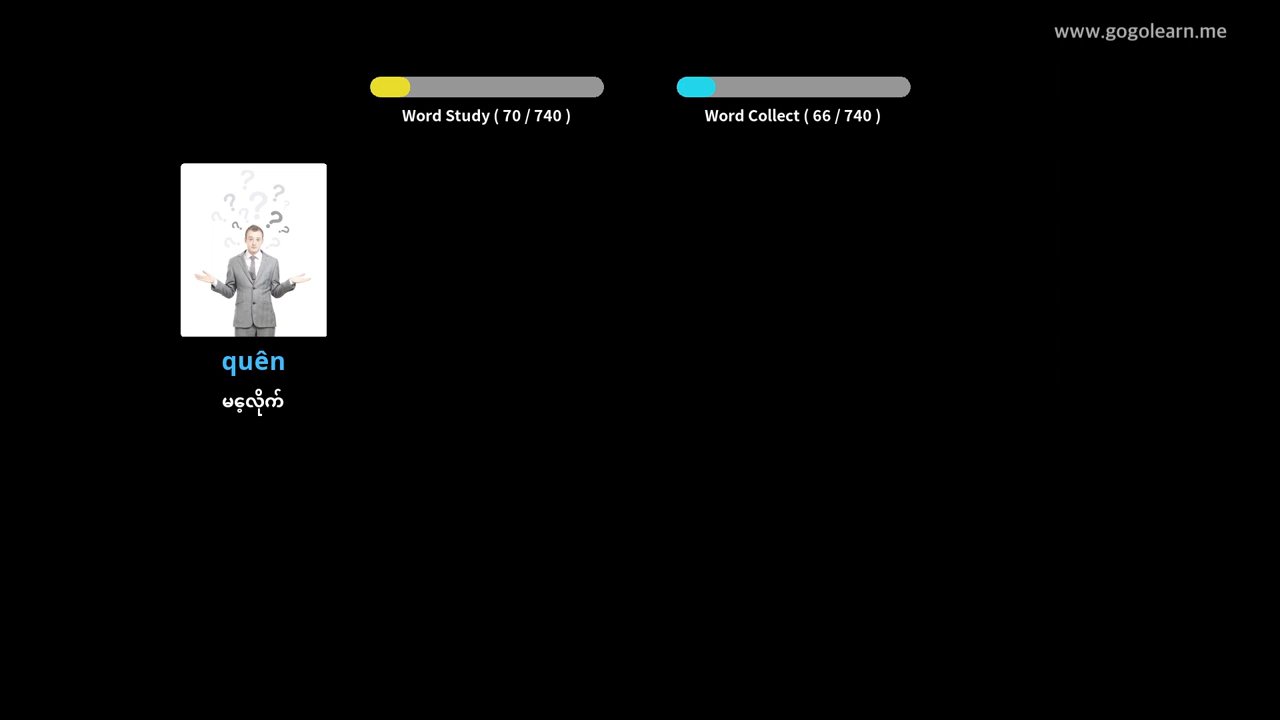 www.gogolearn.me
Word Study ( 70 / 740 )
Word Collect ( 66 / 740 )
quên
မေ့လိုက်